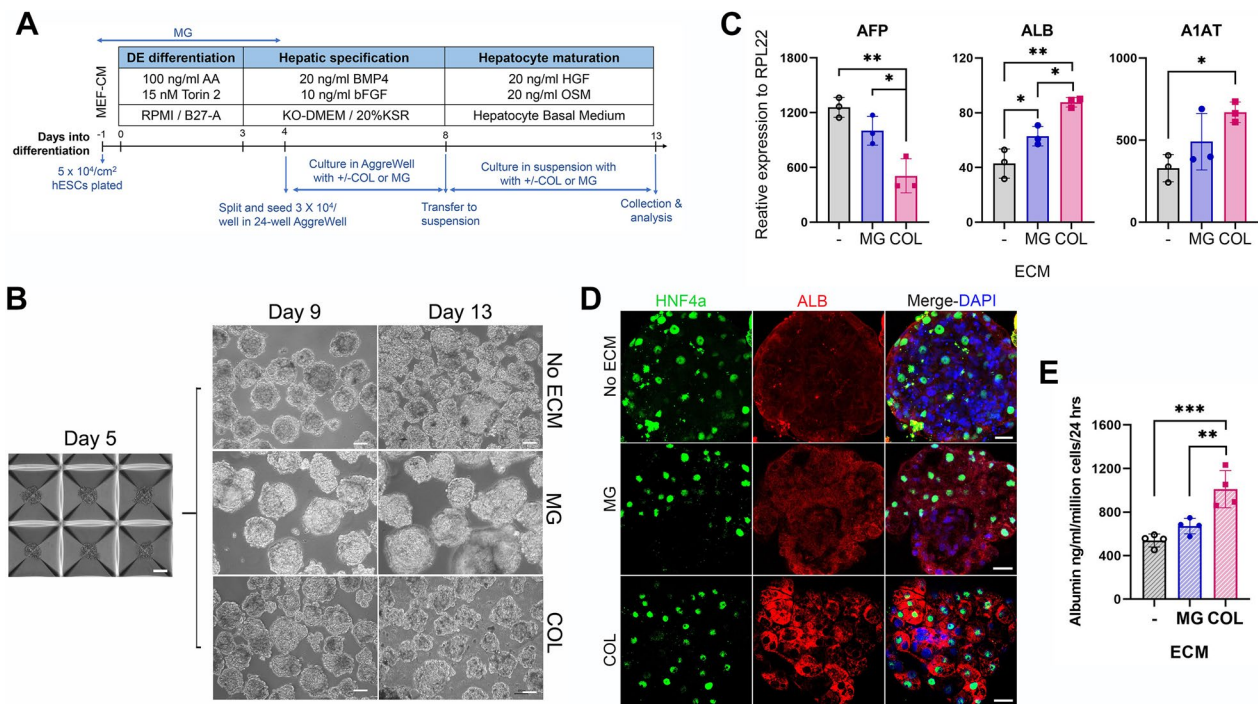 A
MG
MEF-CM
DE differentiation
Hepatic specification
Hepatocyte maturation
100 ng/ml AA
15 nM Torin 2
20 ng/ml BMP4
10 ng/ml bFGF
20 ng/ml HGF
20 ng/ml OSM
RPMI / B27-A
KO-DMEM / 20%KSR
Hepatocyte Basal Medium
Days into
differentiation
-1
0
3
4
8
13
5 x 10⁴/cm²
hESCs plated
Culture in AggreWell
with +/-COL or MG
Culture in suspension with
with +/-COL or MG
Split and seed 3 X 10⁴/
well in 24-well AggreWell
Transfer to
suspension
Collection &
analysis
B
Day 5
Day 9
Day 13
No ECM
MG
COL
C
Reative expression to RPL22
AFP
1800
1200
600
0
**
*
- MG COL
ALB
120
80
40
0
**
*
*
- MG COL
A1AT
1000
500
0
*
- MG COL
ECM
D
HNF4a
ALB
Merge-DAPI
No ECM
MG
COL
E
Albumin ng/ml/million cells/24 hrs
1600
1200
800
400
0
***
**
- MG COL
ECM